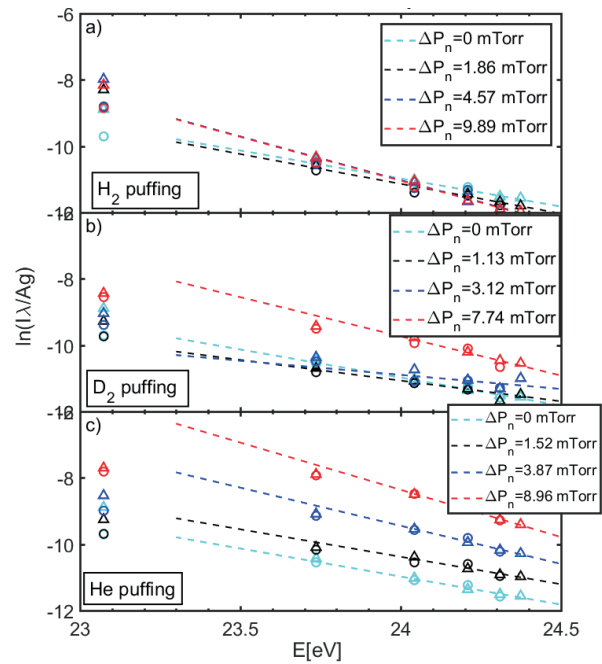 -6
a)
ΔPn=0 mTorr
ΔPn=1.86 mTorr
ΔPn=4.57 mTorr
ΔPn=9.89 mTorr
-8
-10
H2 puffing
-12
b)
ΔPn=0 mTorr
ΔPn=1.13 mTorr
ΔPn=3.12 mTorr
ΔPn=7.74 mTorr
-8
ln(Iλ/Ag)
-10
D2 puffing
-12
c)
ΔPn=0 mTorr
ΔPn=1.52 mTorr
ΔPn=3.87 mTorr
ΔPn=8.96 mTorr
-8
-10
He puffing
-12
23 23.5 24 24.5
E[eV]